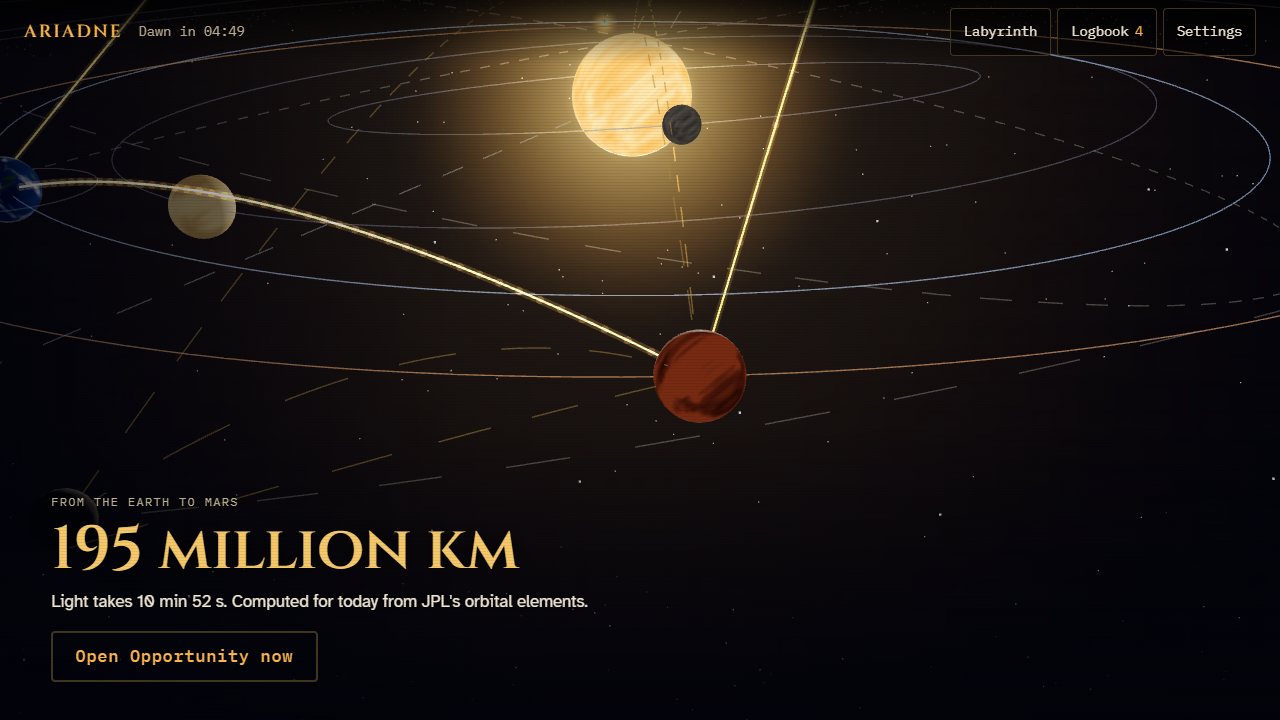 ARIADNE Dawn in 04:49
Labyrinth Logbook 4 Settings
FROM THE EARTH TO MARS
195 MILLION KM
Light takes 10 min 52 s. Computed for today from JPL's orbital elements.
Open Opportunity now